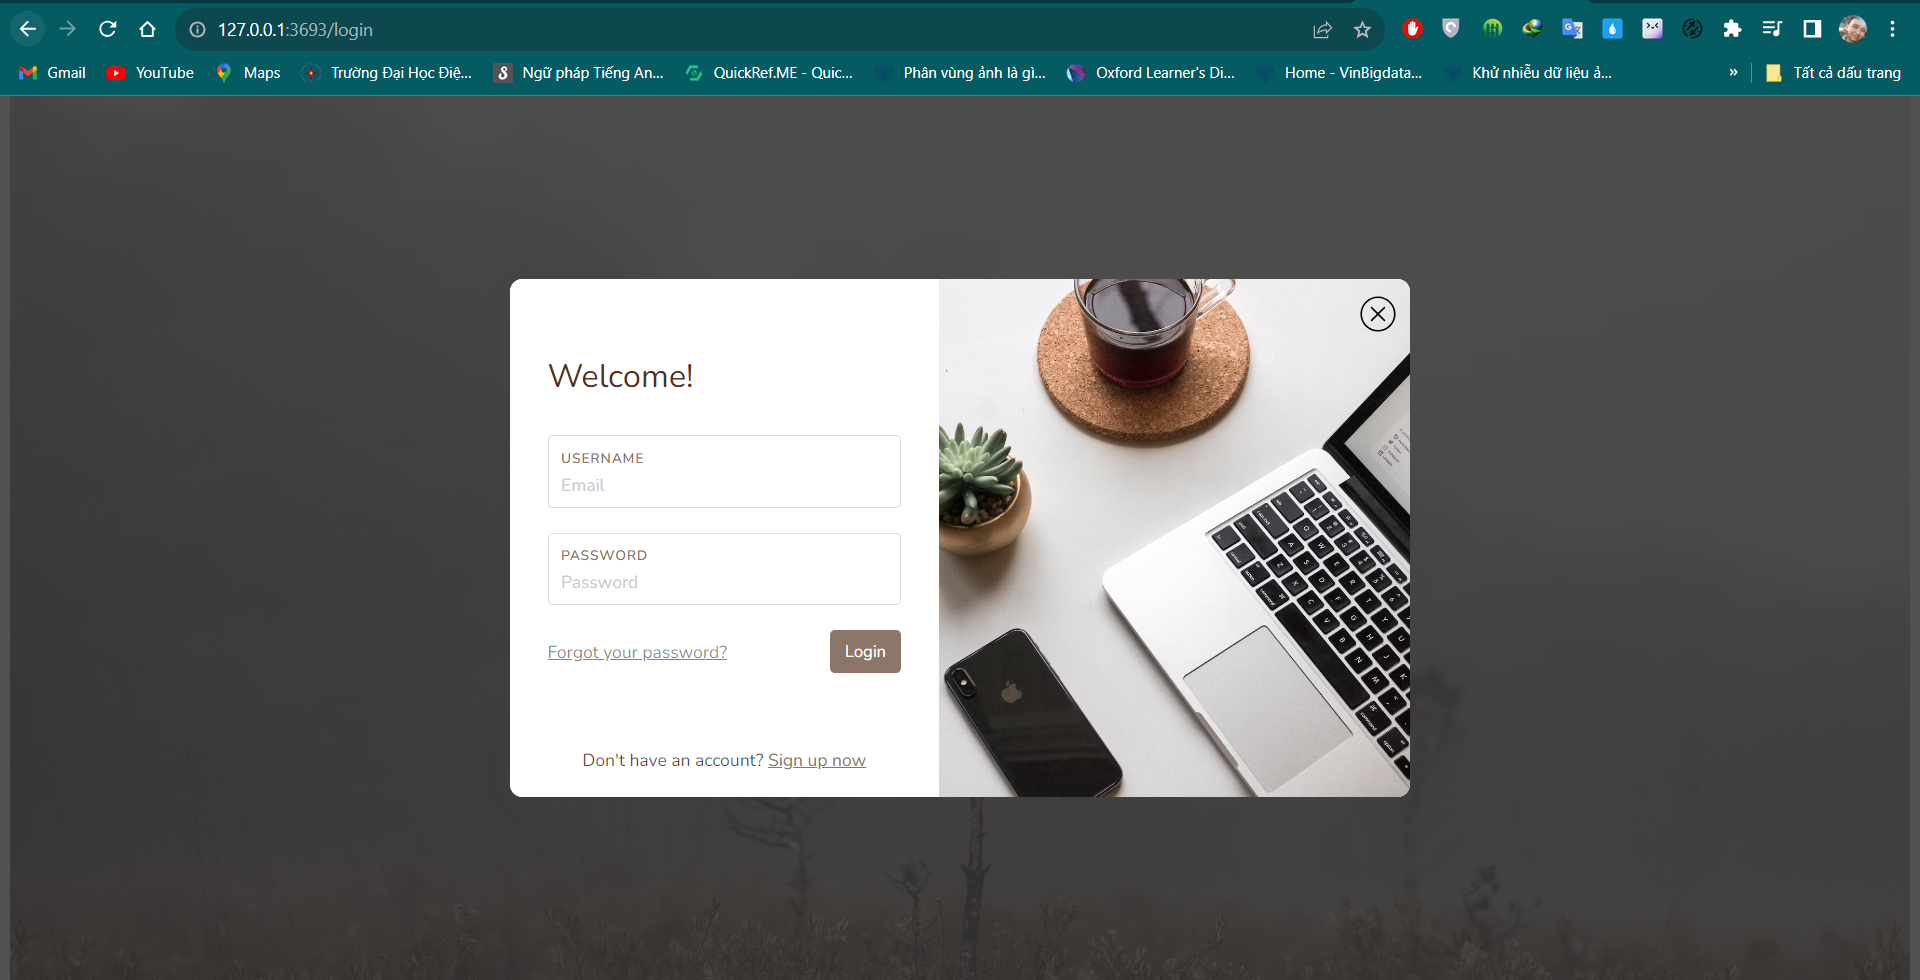 127.0.0.1:3693/login
Gmail
YouTube
Maps
Trường Đại Học Điệ...
Ngữ pháp Tiếng An...
QuickRef.ME - Quic...
Phân vùng ảnh là gì...
Oxford Learner's Di...
Home - VinBigdata...
Khử nhiễu dữ liệu ả...
»
Tất cả dấu trang
Welcome!
USERNAME
Email
PASSWORD
Password
Forgot your password?
Login
Don't have an account? Sign up now